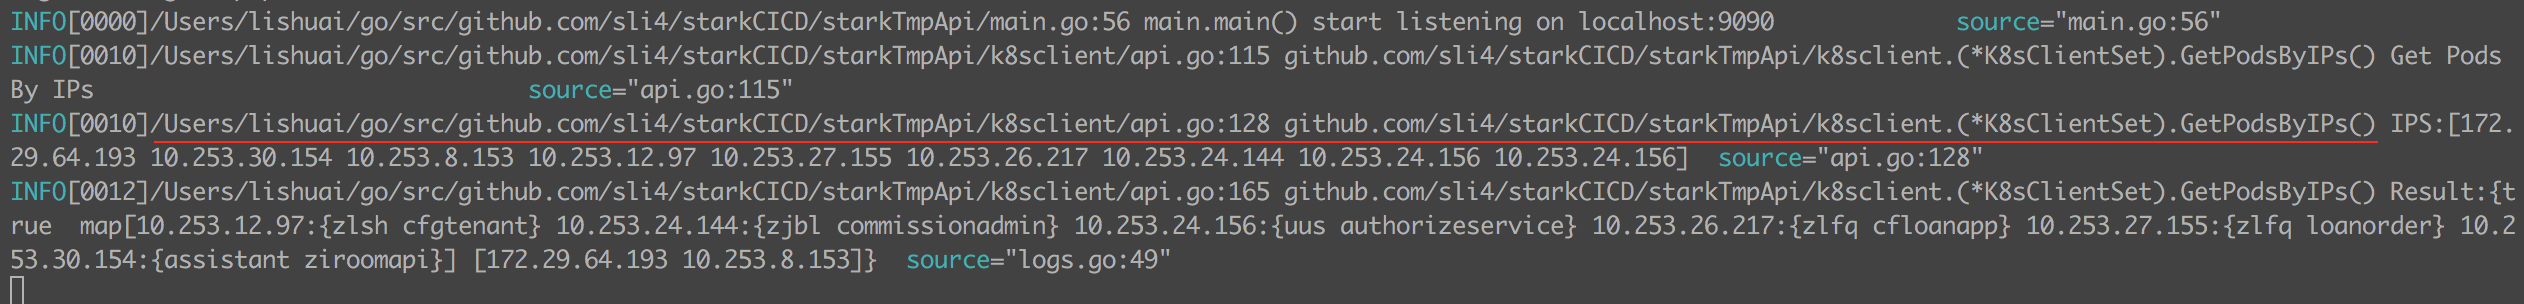 INFO[0000]/Users/lishuai/go/src/github.com/sli4/starkCICD/starkTmpApi/main.go:56 main.main() start listening on localhost:9090 source="main.go:56"
INFO[0010]/Users/lishuai/go/src/github.com/sli4/starkCICD/starkTmpApi/k8sclient/api.go:115 github.com/sli4/starkCICD/starkTmpApi/k8sclient.(*K8sClientSet).GetPodsByIPs() Get Pods
By IPs source="api.go:115"
INFO[0010]/Users/lishuai/go/src/github.com/sli4/starkCICD/starkTmpApi/k8sclient/api.go:128 github.com/sli4/starkCICD/starkTmpApi/k8sclient.(*K8sClientSet).GetPodsByIPs() IPS:[172.
29.64.193 10.253.30.154 10.253.8.153 10.253.12.97 10.253.27.155 10.253.26.217 10.253.24.144 10.253.24.156 10.253.24.156] source="api.go:128"
INFO[0012]/Users/lishuai/go/src/github.com/sli4/starkCICD/starkTmpApi/k8sclient/api.go:165 github.com/sli4/starkCICD/starkTmpApi/k8sclient.(*K8sClientSet).GetPodsByIPs() Result:{t
rue map[10.253.12.97:{zlsh cfgtenant} 10.253.24.144:{zjbl commissionadmin} 10.253.24.156:{uus authorizeservice} 10.253.26.217:{zlfq cfloanapp} 10.253.27.155:{zlfq loanorder} 10.2
53.30.154:{assistant ziroomapi}] [172.29.64.193 10.253.8.153]} source="logs.go:49"